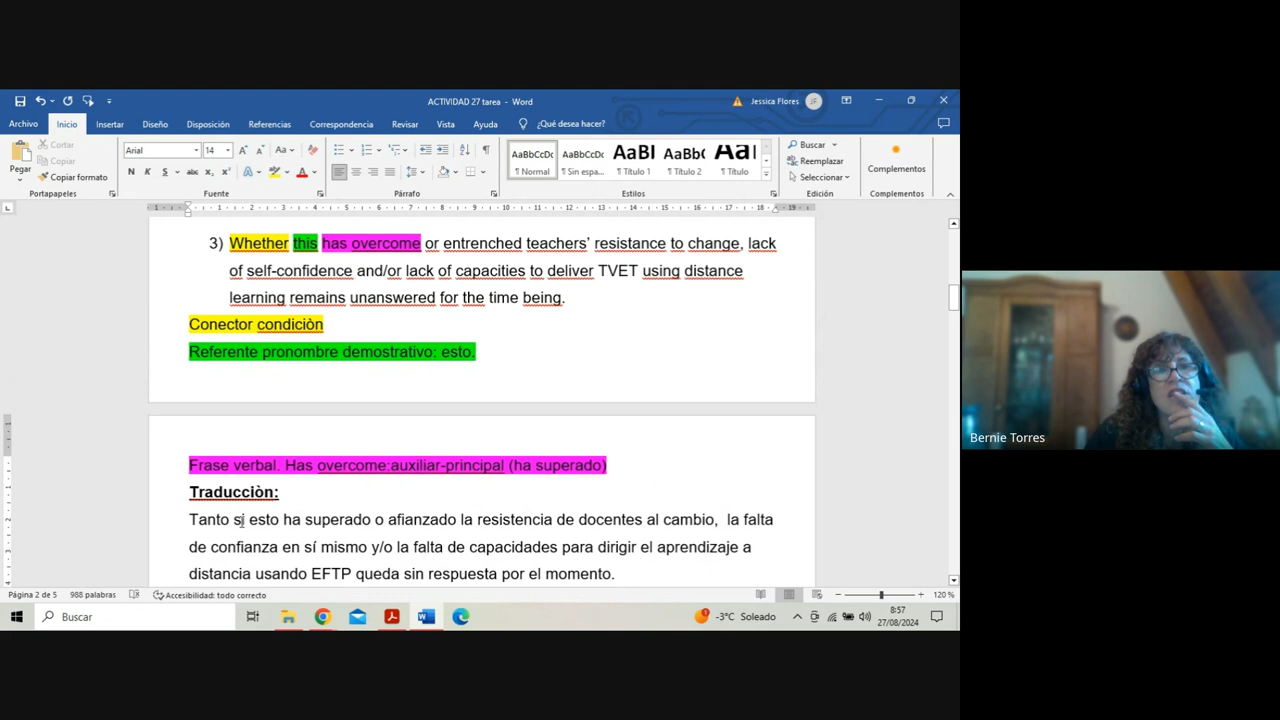 ACTIVIDAD 27 tarea - Word
Jessica Flores
JF
Archivo Inicio Insertar Diseño Disposición Referencias Correspondencia Revisar Vista Ayuda ¿Qué desea hacer?
Pegar
Cortar
Copiar
Copiar formato
Portapapeles
Arial 14
Fuente
Párrafo
AaBbCcDc AaBbCcDc AaBl AaBbC AaI
¶ Normal ¶ Sin espa... ¶ Título 1 ¶ Título 2 ¶ Título
Estilos
Buscar
Reemplazar
Seleccionar
Edición
Complementos
Complementos
3) Whether this has overcome or entrenched teachers’ resistance to change, lack
of self-confidence and/or lack of capacities to deliver TVET using distance
learning remains unanswered for the time being.
Conector condiciòn
Referente pronombre demostrativo: esto.
Frase verbal. Has overcome:auxiliar-principal (ha superado)
Traducciòn:
Tanto si esto ha superado o afianzado la resistencia de docentes al cambio, la falta
de confianza en sí mismo y/o la falta de capacidades para dirigir el aprendizaje a
distancia usando EFTP queda sin respuesta por el momento.
Página 2 de 5 988 palabras Accesibilidad: todo correcto 120 %
Buscar
-3°C Soleado
8:57
27/08/2024
Bernie Torres